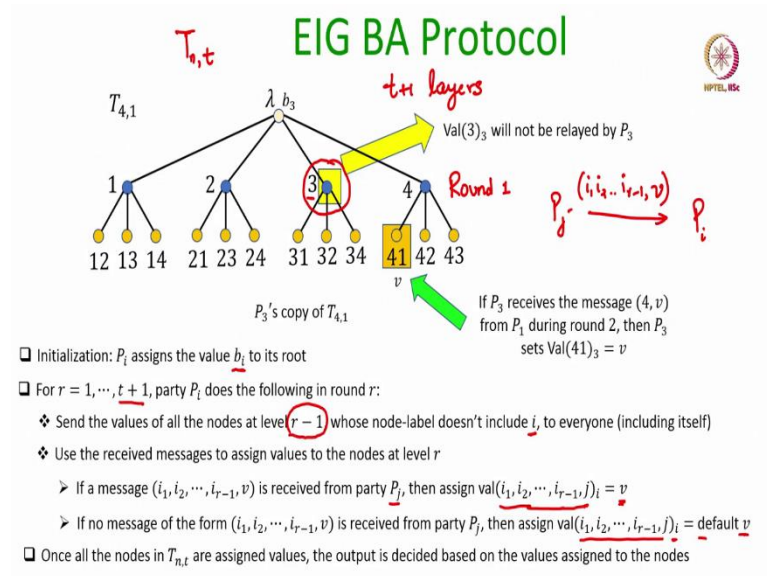 T_{n,t}
EIG BA Protocol
NPTEL, IISc
T_{4,1}
λ b_3
t+1 layers
Val(3)_3 will not be relayed by P_3
1 2 3 4
Round 1
P_j (i_1 i_2 .. i_{r-1}, v) P_i
12 13 14 21 23 24 31 32 34 41 42 43
v
P_3's copy of T_{4,1}
If P_3 receives the message (4, v)
from P_1 during round 2, then P_3
sets Val(41)_3 = v
❑ Initialization: P_i assigns the value b_i to its root
❑ For r = 1, ⋯, t + 1, party P_i does the following in round r:
❖ Send the values of all the nodes at level r − 1 whose node-label doesn't include i, to everyone (including itself)
❖ Use the received messages to assign values to the nodes at level r
➢ If a message (i_1, i_2, ⋯, i_{r−1}, v) is received from party P_j, then assign val(i_1, i_2, ⋯, i_{r−1}, j)_i = v
➢ If no message of the form (i_1, i_2, ⋯, i_{r−1}, v) is received from party P_j, then assign val(i_1, i_2, ⋯, i_{r−1}, j)_i = default v
❑ Once all the nodes in T_{n,t} are assigned values, the output is decided based on the values assigned to the nodes